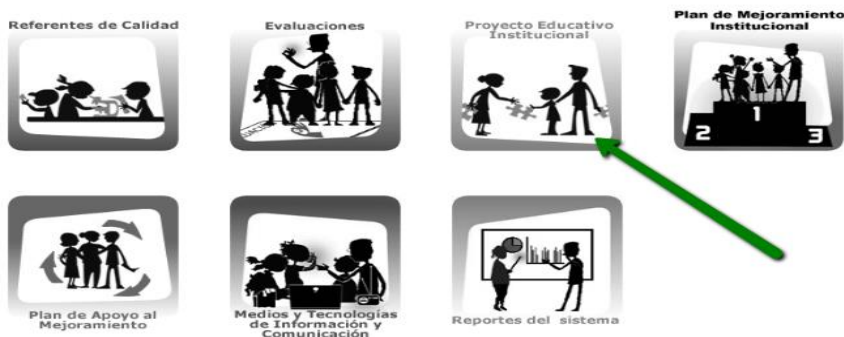 Referentes de Calidad
Evaluaciones
Proyecto Educativo
Institucional
Plan de Mejoramiento
Institucional
1
2
3
Plan de Apoyo al
Mejoramiento
Medios y Tecnologías
de Información y
Comunicación
Reportes del sistema